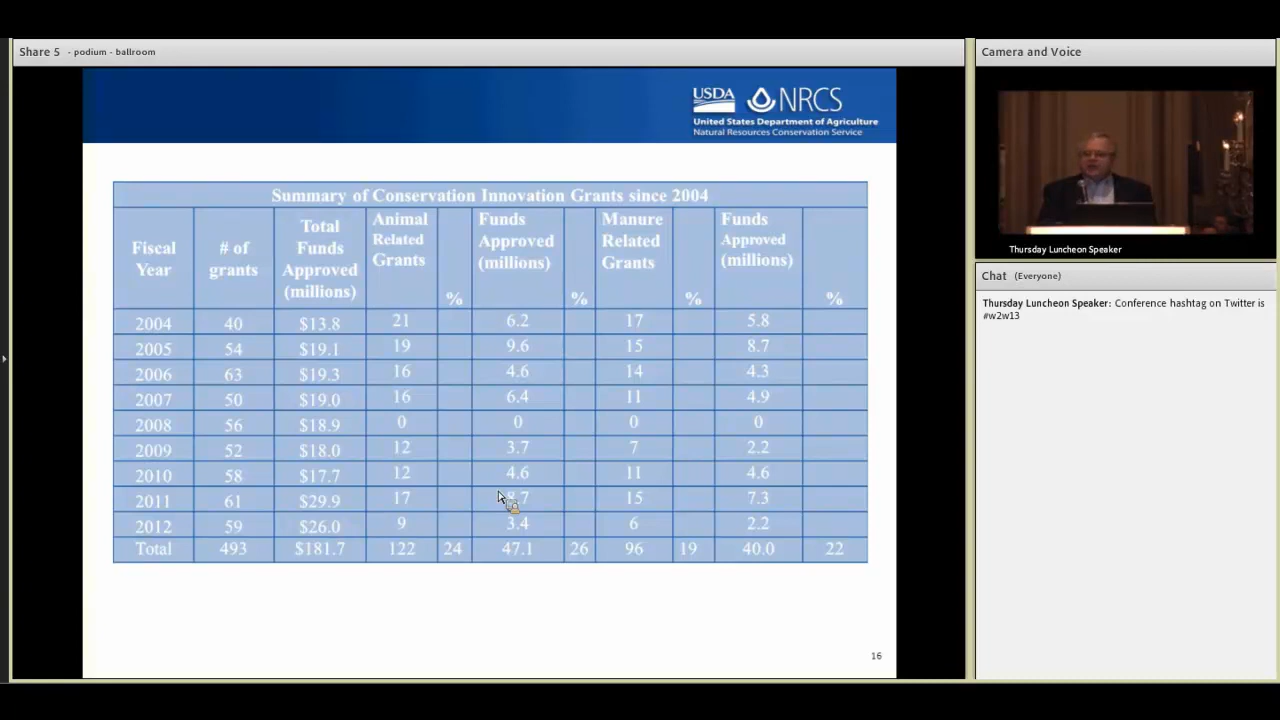 Share 5 - podium - ballroom
Camera and Voice
USDA NRCS
United States Department of Agriculture
Natural Resources Conservation Service
Thursday Luncheon Speaker
Chat (Everyone)
Thursday Luncheon Speaker: Conference hashtag on Twitter is
#w2w13
Summary of Conservation Innovation Grants since 2004
Fiscal Year # of grants Total Funds Approved (millions) Animal Related Grants % Funds Approved (millions) % Manure Related Grants % Funds Approved (millions) %
2004 40 $13.8 21 6.2 17 5.8
2005 54 $19.1 19 9.6 15 8.7
2006 63 $19.3 16 4.6 14 4.3
2007 50 $19.0 16 6.4 11 4.9
2008 56 $18.9 0 0 0 0
2009 52 $18.0 12 3.7 7 2.2
2010 58 $17.7 12 4.6 11 4.6
2011 61 $29.9 17 15 7.3
2012 59 $26.0 9 3.4 6 2.2
Total 493 $181.7 122 24 47.1 26 96 19 40.0 22
16